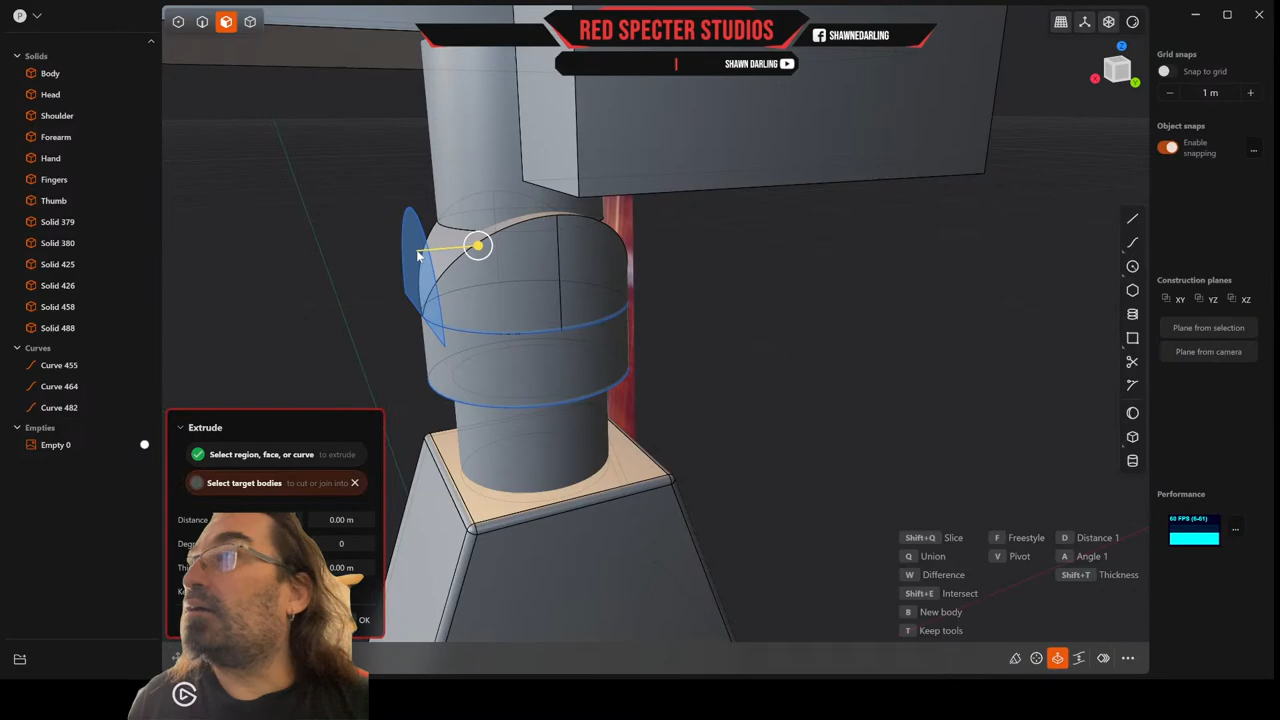 P
RED SPECTER STUDIOS
SHAWNEDARLING
SHAWN DARLING
Solids
Body
Head
Shoulder
Forearm
Hand
Fingers
Thumb
Solid 379
Solid 380
Solid 425
Solid 426
Solid 458
Solid 488
Curves
Curve 455
Curve 464
Curve 482
Empties
Empty 0
Extrude
Select region, face, or curve to extrude
Select target bodies to cut or join into
Distance 0.00 m
Deg 0
0.00 m
OK
Shift+Q Slice
Q Union
W Difference
Shift+E Intersect
B New body
T Keep tools
F Freestyle
V Pivot
D Distance 1
A Angle 1
Shift+T Thickness
Z
X
Y
Grid snaps
Snap to grid
1 m
Object snaps
Enable snapping
Construction planes
XY YZ XZ
Plane from selection
Plane from camera
Performance
60 FPS (6-61)